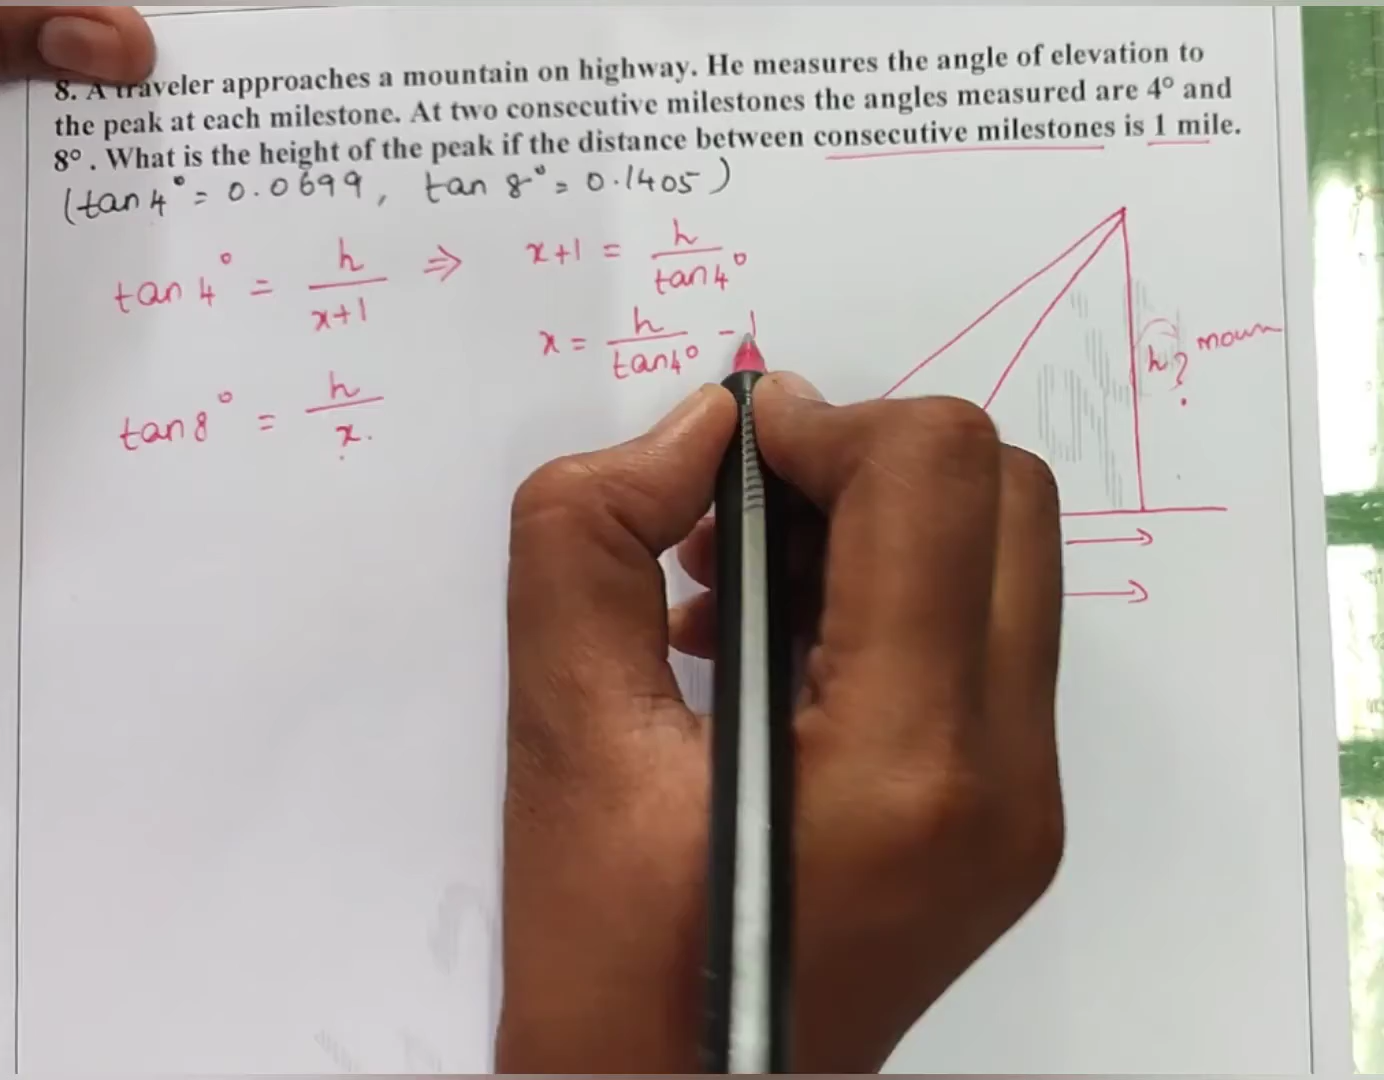 8. A traveler approaches a mountain on highway. He measures the angle of elevation to
the peak at each milestone. At two consecutive milestones the angles measured are 4° and
8° . What is the height of the peak if the distance between consecutive milestones is 1 mile.
(tan 4° = 0.0699, tan 8° = 0.1405)
tan 4° = h/(x+1) ⇒ x+1 = h/tan4°
x = h/tan4° - 1
tan 8° = h/x.
h? moun